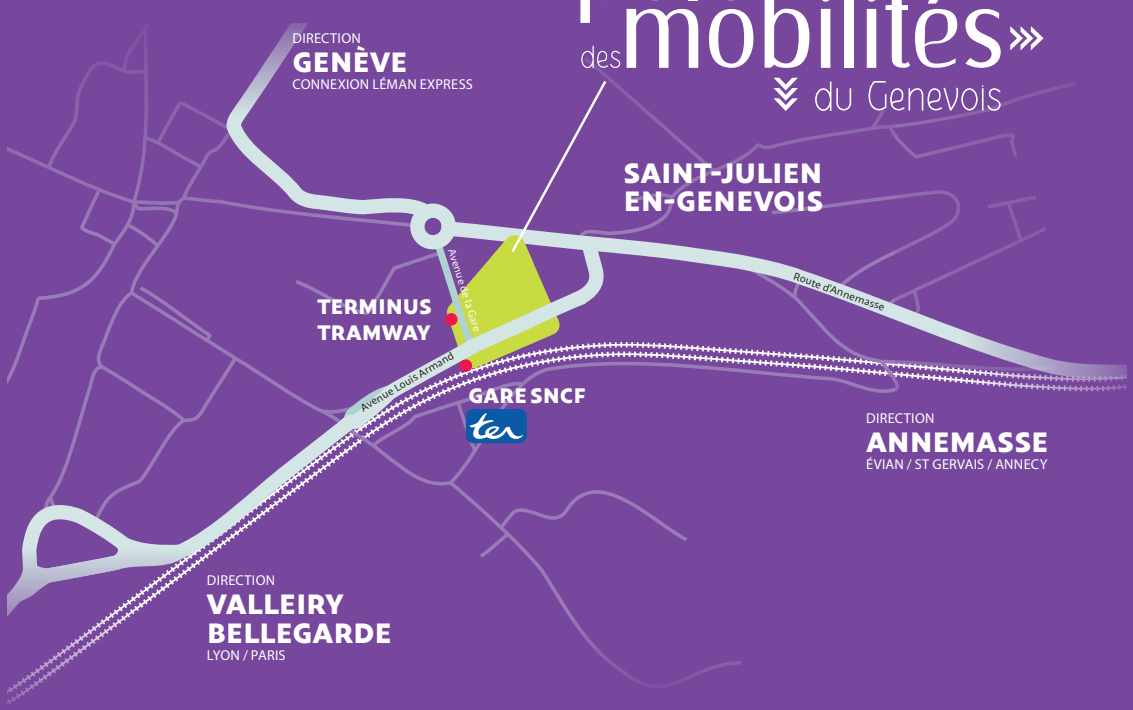 des mobilités »»
du Genevois
DIRECTION
GENÈVE
CONNEXION LÉMAN EXPRESS
SAINT-JULIEN
EN-GENEVOIS
Avenue de la Gare
Route d'Annemasse
TERMINUS
TRAMWAY
Avenue Louis Armand
GARE SNCF
ter
DIRECTION
ANNEMASSE
ÉVIAN / ST GERVAIS / ANNECY
DIRECTION
VALLEIRY
BELLEGARDE
LYON / PARIS